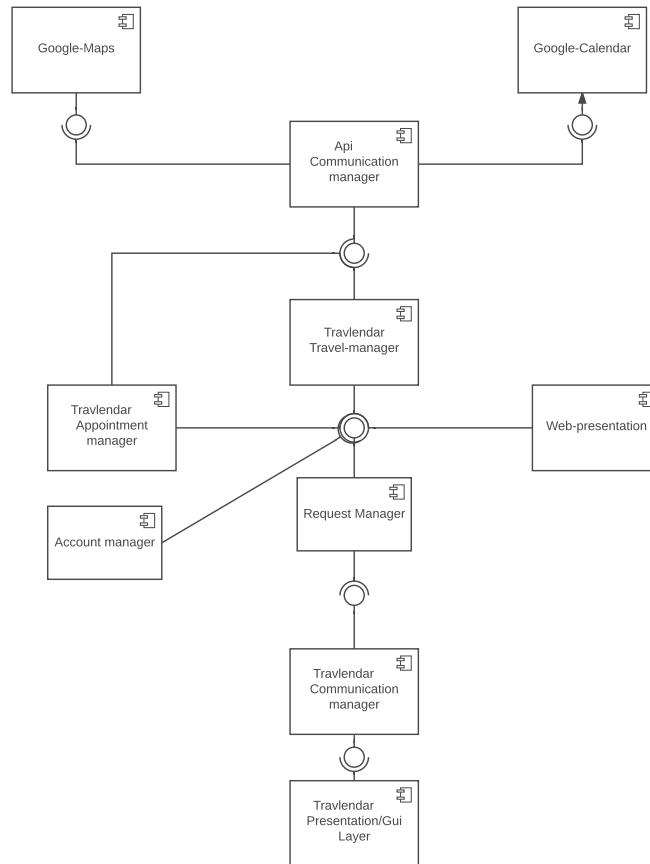 Google-Maps
Google-Calendar
Api
Communication
manager
Travlendar
Travel-manager
Travlendar
Appointment
manager
Web-presentation
Request Manager
Account manager
Travlendar
Communication
manager
Travlendar
Presentation/Gui
Layer